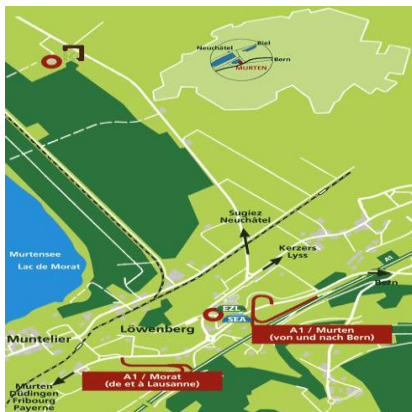 Neuchâtel
Biel
MURTEN
Bern
Sugiez
Neuchâtel
Kerzers
Lyss
A1
Bern
Murtensee
Lac de Morat
EZL
SEA
Muntelier
Löwenberg
A1 / Murten
(von und nach Bern)
A1 / Morat
(de et à Lausanne)
Murten
Düdingen
Fribourg
Payerne